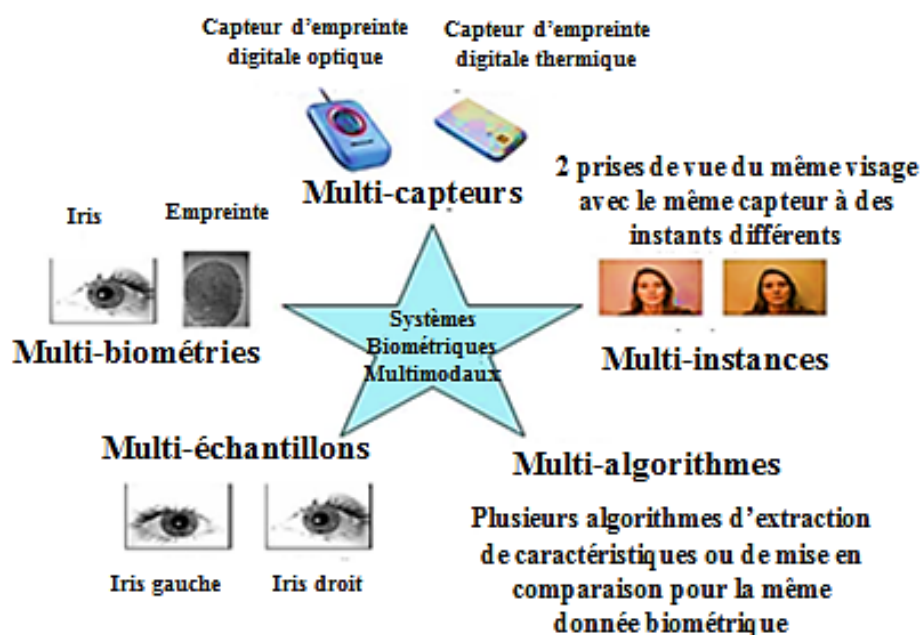 Capteur d'empreinte
digitale optique
Capteur d'empreinte
digitale thermique
Multi-capteurs
2 prises de vue du même visage
avec le même capteur à des
instants différents
Multi-instances
Iris
Empreinte
Multi-biométries
Systèmes
Biométriques
Multimodaux
Multi-échantillons
Iris gauche
Iris droit
Multi-algorithmes
Plusieurs algorithmes d'extraction
de caractéristiques ou de mise en
comparaison pour la même
donnée biométrique